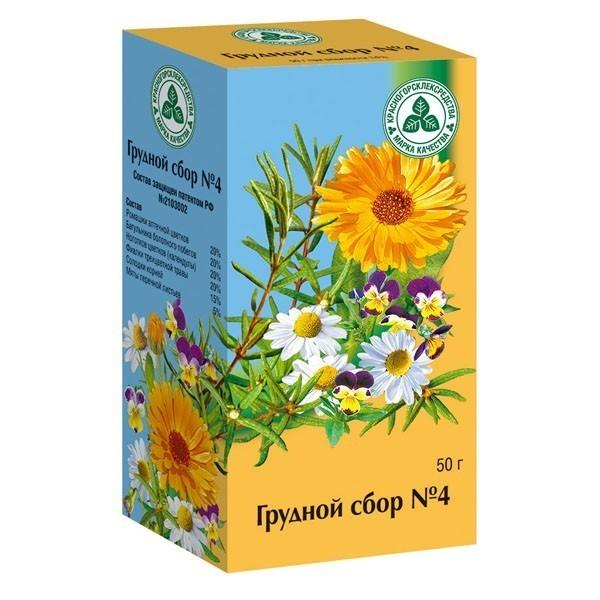 Грудной сбор №4
КРАСНОГОРСКЛЕКСРЕДСТВА
МАРКА КАЧЕСТВА
Грудной сбор №4
Состав защищен патентом РФ
№2103002
Состав
Ромашки аптечной цветков 20%
Багульника болотного побегов 20%
Ноготков цветков (календулы) 20%
Фиалки трехцветной травы 20%
Солодки корней 15%
Мяты перечной листьев 5%
КРАСНОГОРСКЛЕКСРЕДСТВА
МАРКА КАЧЕСТВА
50 г
Грудной сбор №4